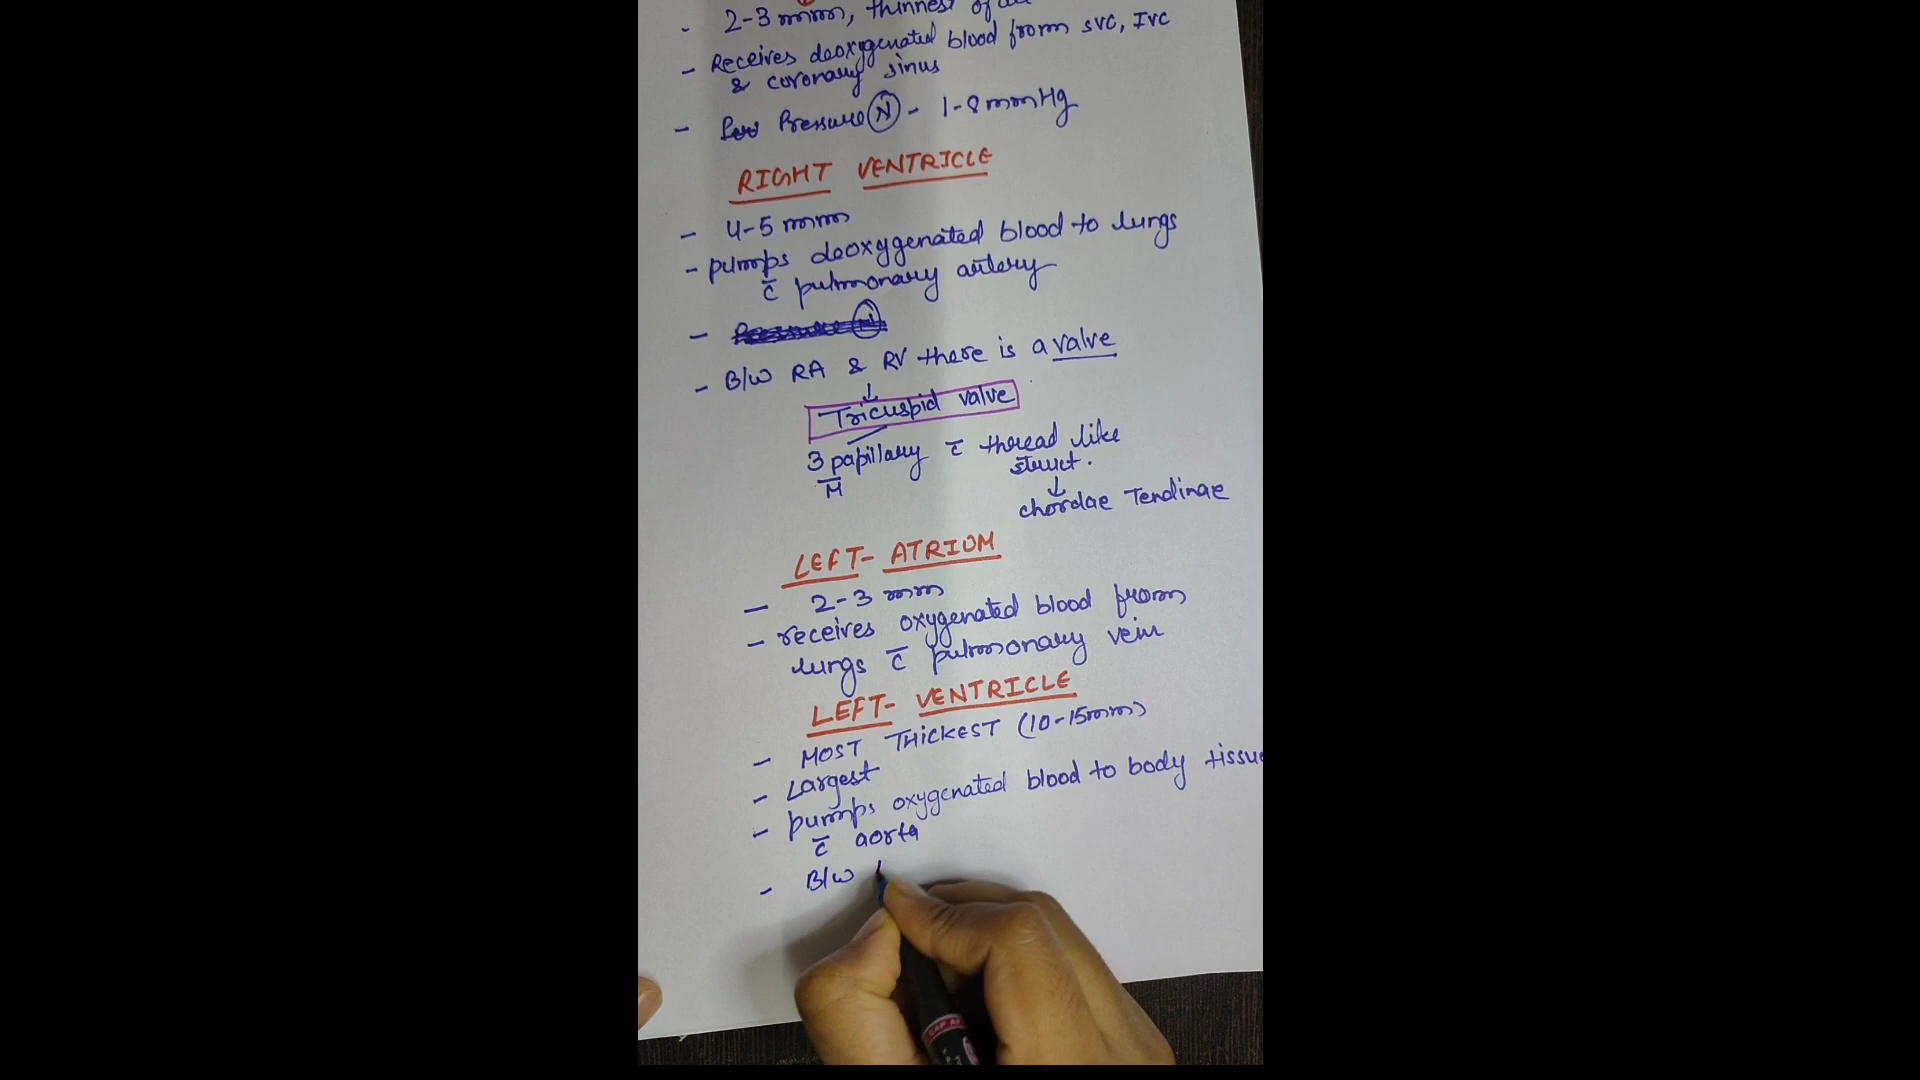 - 2-3 mm, thinnest of all
- Receives deoxygenated blood from SVC, IVC
& coronary sinus
- Pressure (N) - 1-8 mmHg
RIGHT VENTRICLE
- 4-5 mm
- pumps deoxygenated blood to lungs
c̅ pulmonary artery
-
- B/W RA & RV there is a valve
↓
Tricuspid valve
3 papillary c̅ thread like
M struct.
↓
chordae Tendinae
LEFT- ATRIUM
- 2-3 mm
- receives oxygenated blood from
lungs c̅ pulmonary vein
LEFT- VENTRICLE
- MOST THICKEST (10-15mm)
- Largest
- pumps oxygenated blood to body tissue
c̅ aorta
- B/W